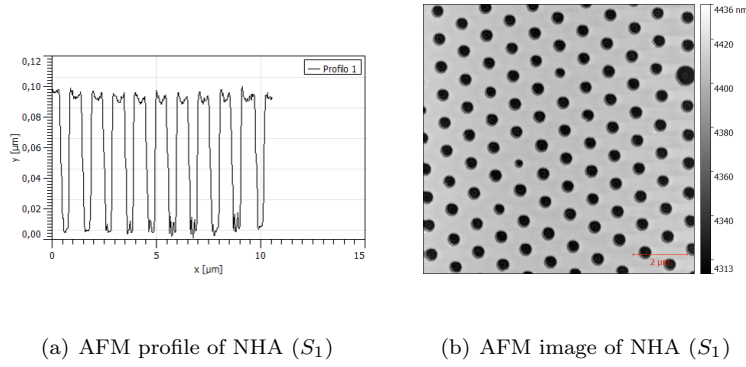 0,12
0,10
0,08
0,06
0,04
0,02
0,00
y [µm]
Profilo 1
0
5
10
15
x [µm]
4436 nm
4420
4400
4380
4360
4340
4313
2 µm
(a) AFM profile of NHA (S1)
(b) AFM image of NHA (S1)